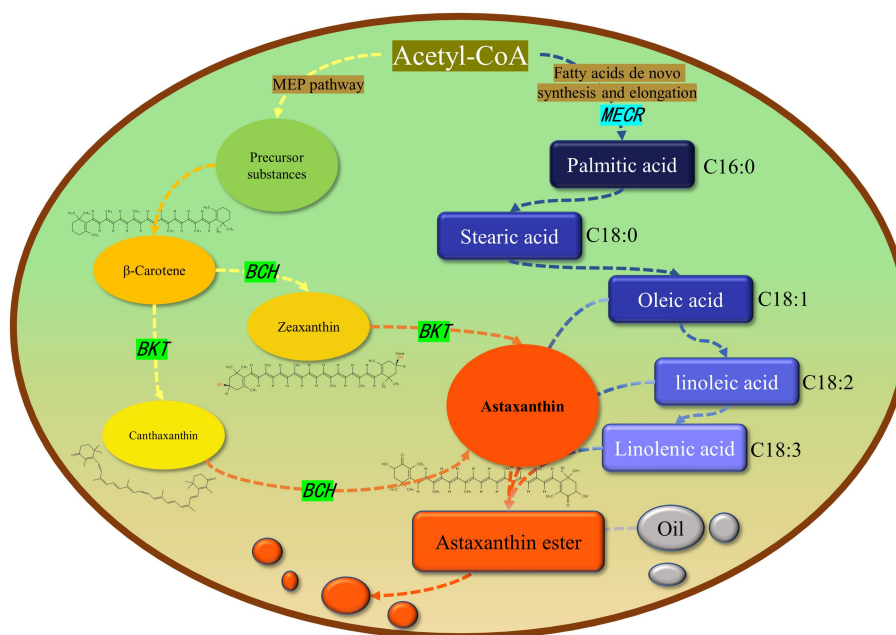 Acetyl-CoA
MEP pathway
Fatty acids de novo
synthesis and elongation
MECR
Precursor
substances
Palmitic acid
C16:0
Stearic acid
C18:0
β-Carotene
BCH
Oleic acid
C18:1
Zeaxanthin
BKT
BKT
linoleic acid
C18:2
Astaxanthin
Canthaxanthin
Linolenic acid
C18:3
BCH
Astaxanthin ester
Oil